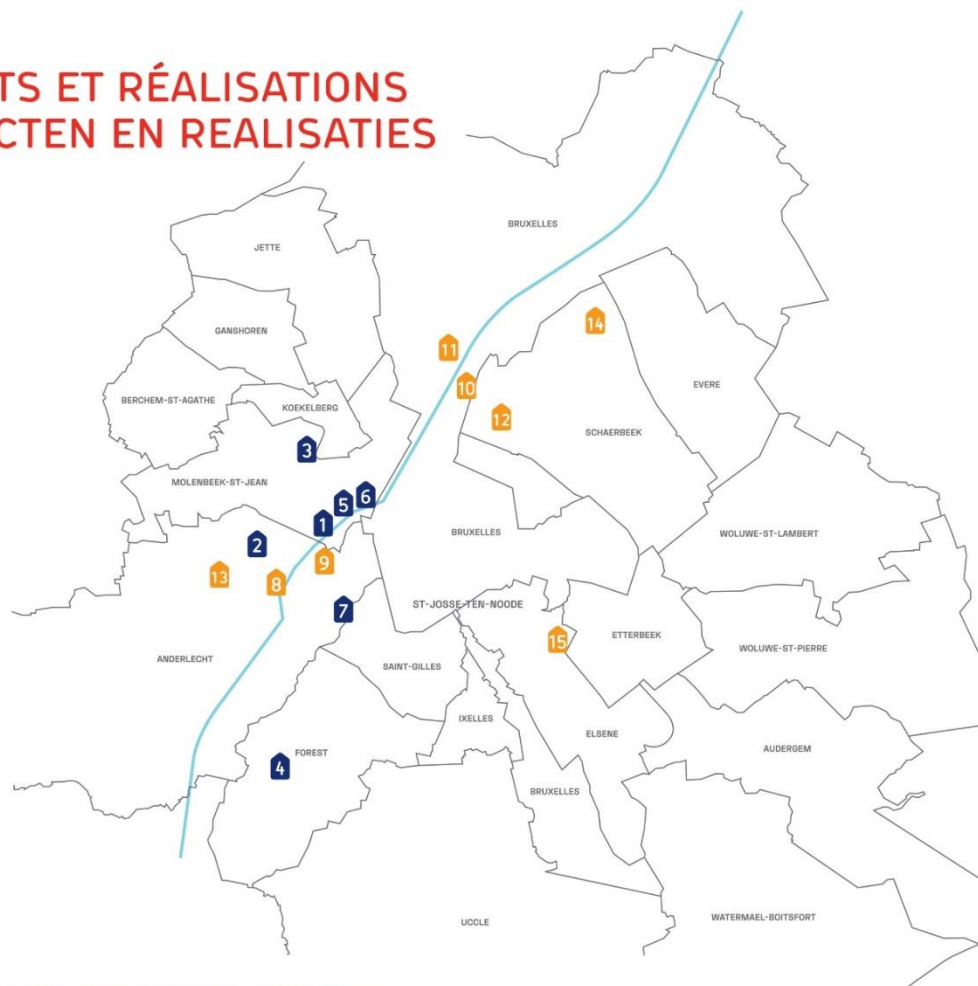 TS ET RÉALISATIONS
CTEN EN REALISATIES
BRUXELLES
JETTE
GANSHOREN
14
11
BERCHEM-ST-AGATHE
KOEKELBERG
10
EVERE
12
SCHAERBEEK
3
MOLENBEEK-ST-JEAN
6
5
1
BRUXELLES
WOLUWE-ST-LAMBERT
2
9
13
8
7
ST-JOSSE-TEN-NOODE
15
ETTERBEEK
WOLUWE-ST-PIERRE
ANDERLECHT
SAINT-GILLES
IXELLES
ELSENE
AUDERGEM
FOREST
4
BRUXELLES
UCCLE
WATERMAEL-BOITSFORT